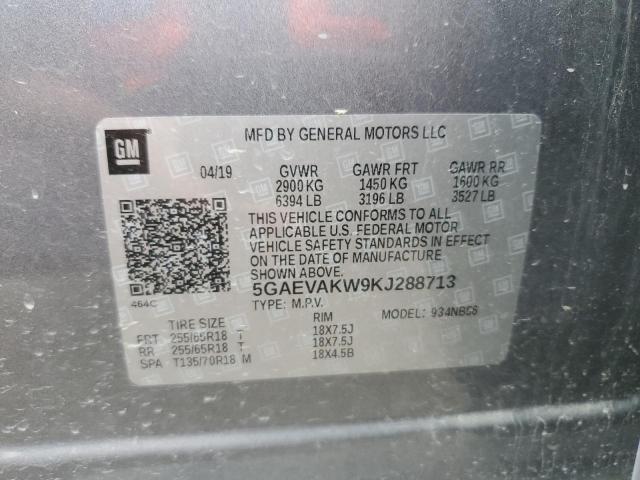 MFD BY GENERAL MOTORS LLC
GM
04/19 GVWR GAWR FRT GAWR RR
2900 KG 1450 KG 1600 KG
6394 LB 3196 LB 3527 LB
THIS VEHICLE CONFORMS TO ALL
APPLICABLE U.S. FEDERAL MOTOR
VEHICLE SAFETY STANDARDS IN EFFECT
ON THE DATE OF MANUFACTURE
SHOWN ABOVE.
464C
5GAEVAKW9KJ288713
TYPE: M.P.V. MODEL:
TIRE SIZE RIM
FRT 255/65R18 T 18X7.5J
RR 255/65R18 T 18X7.5J
SPA T135/70R18 M 18X4.5B